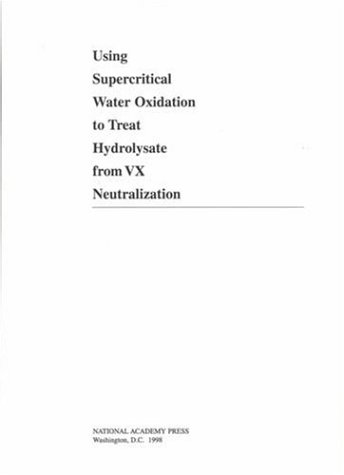 Using
Supercritical
Water Oxidation
to Treat
Hydrolysate
from VX
Neutralization
NATIONAL ACADEMY PRESS
Washington, D.C. 1998